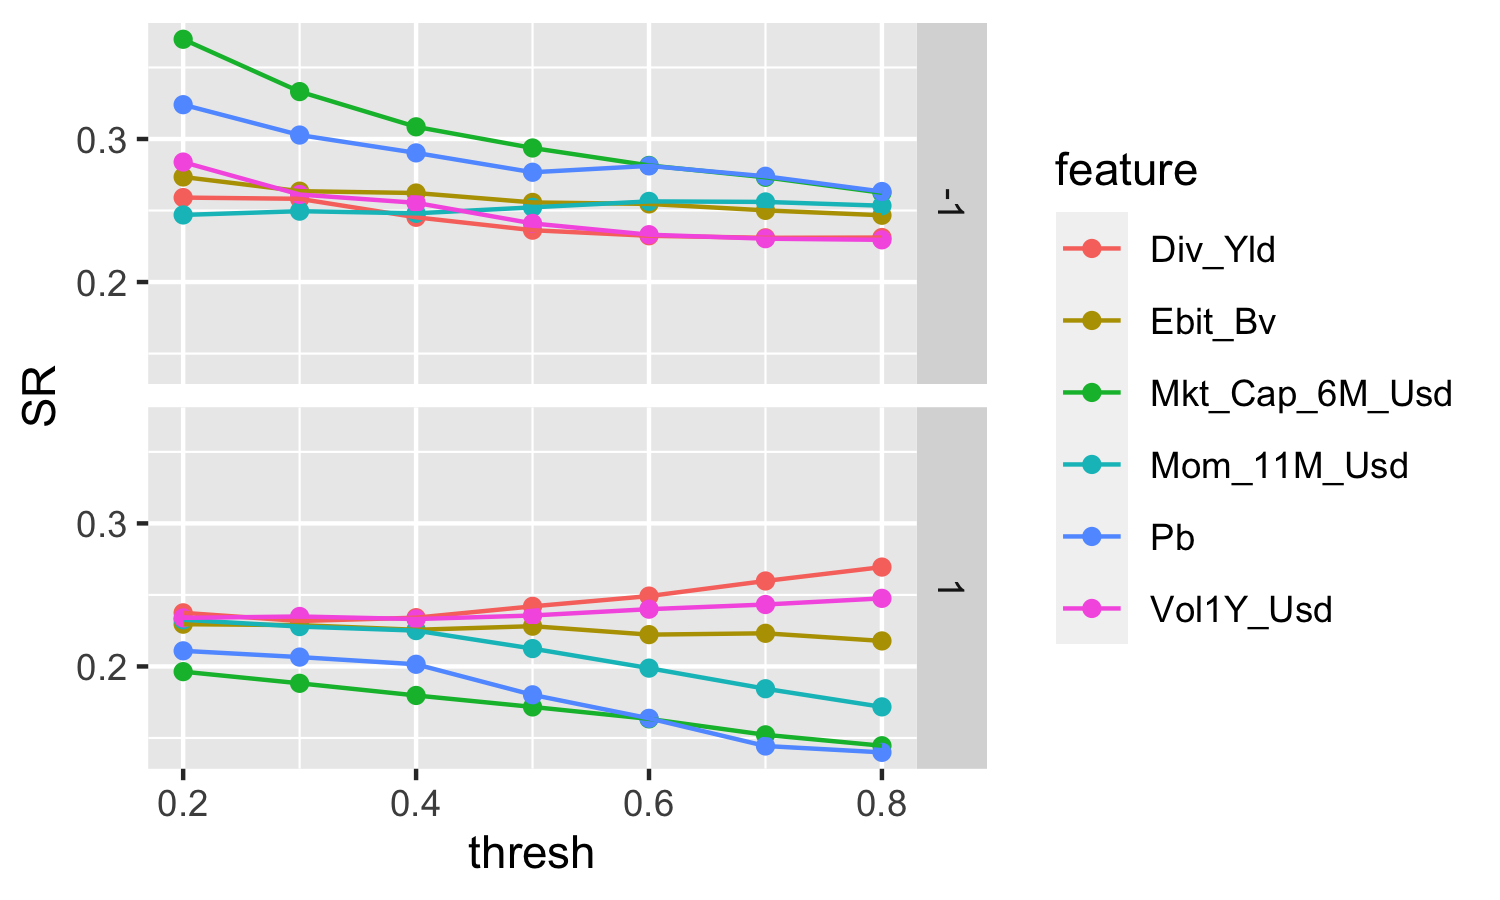 SR
0.3
0.2
-1
0.3
0.2
1
0.2 0.4 0.6 0.8
thresh
feature
Div_Yld
Ebit_Bv
Mkt_Cap_6M_Usd
Mom_11M_Usd
Pb
Vol1Y_Usd